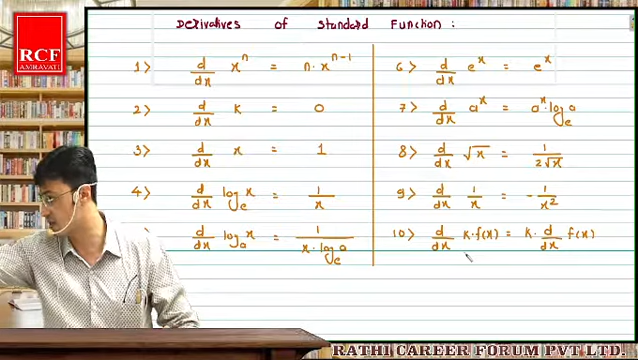 RCF
AMRAVATI
Derivatives of Standard Function :
1> d/dx x^n = n·x^(n-1)
2> d/dx k = 0
3> d/dx x = 1
4> d/dx log_e x = 1/x
> d/dx log_a x = 1/(x·log_e a)
6> d/dx e^x = e^x
7> d/dx a^x = a^x·log_e a
8> d/dx √x = 1/(2√x)
9> d/dx 1/x = -1/x²
10> d/dx k·f(x) = k·d/dx f(x)
RATHI CAREER FORUM PVT LTD.